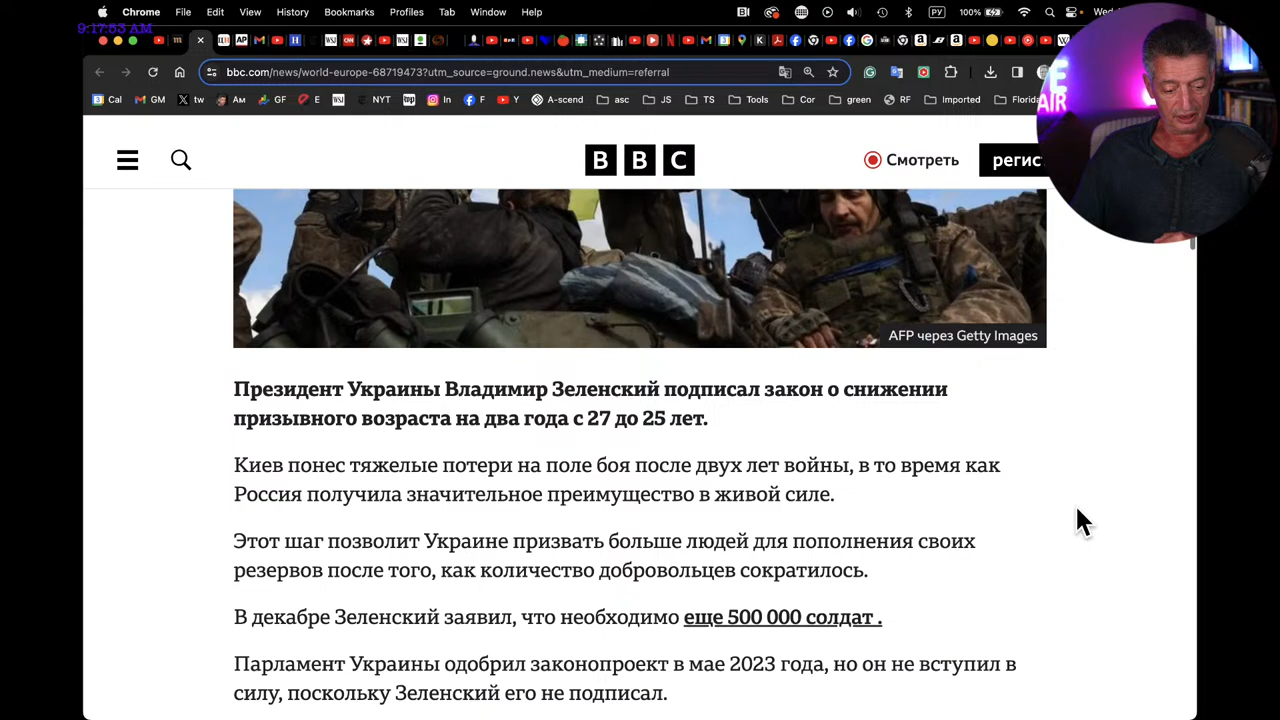 Chrome File Edit View History Bookmarks Profiles Tab Window Help РУ 100% Wed
9:17:53 AM
bbc.com/news/world-europe-68719473?utm_source=ground.news&utm_medium=referral
Cal GM tw Ам GF E NYT In F Y A-scend asc JS TS Tools Cor green RF Imported Florida
BBC Смотреть регис
AIR
AFP через Getty Images
Президент Украины Владимир Зеленский подписал закон о снижении
призывного возраста на два года с 27 до 25 лет.
Киев понес тяжелые потери на поле боя после двух лет войны, в то время как
Россия получила значительное преимущество в живой силе.
Этот шаг позволит Украине призвать больше людей для пополнения своих
резервов после того, как количество добровольцев сократилось.
В декабре Зеленский заявил, что необходимо еще 500 000 солдат .
Парламент Украины одобрил законопроект в мае 2023 года, но он не вступил в
силу, поскольку Зеленский его не подписал.